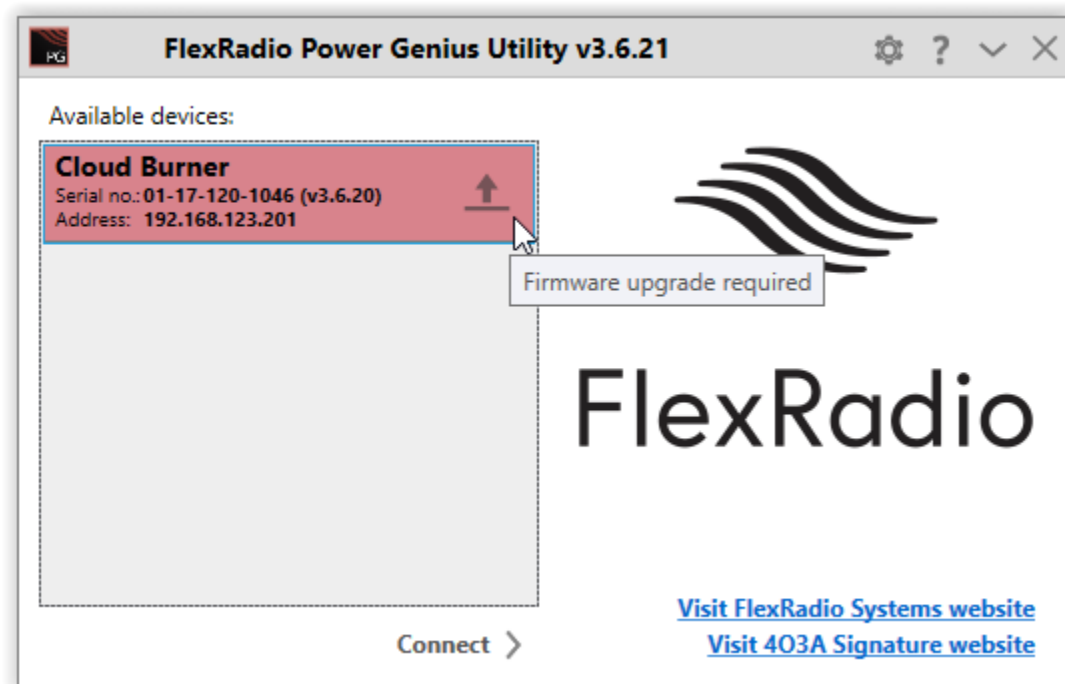 PG
FlexRadio Power Genius Utility v3.6.21
?
Available devices:
Cloud Burner
Serial no.: 01-17-120-1046 (v3.6.20)
Address: 192.168.123.201
Firmware upgrade required
FlexRadio
Visit FlexRadio Systems website
Connect
Visit 4O3A Signature website